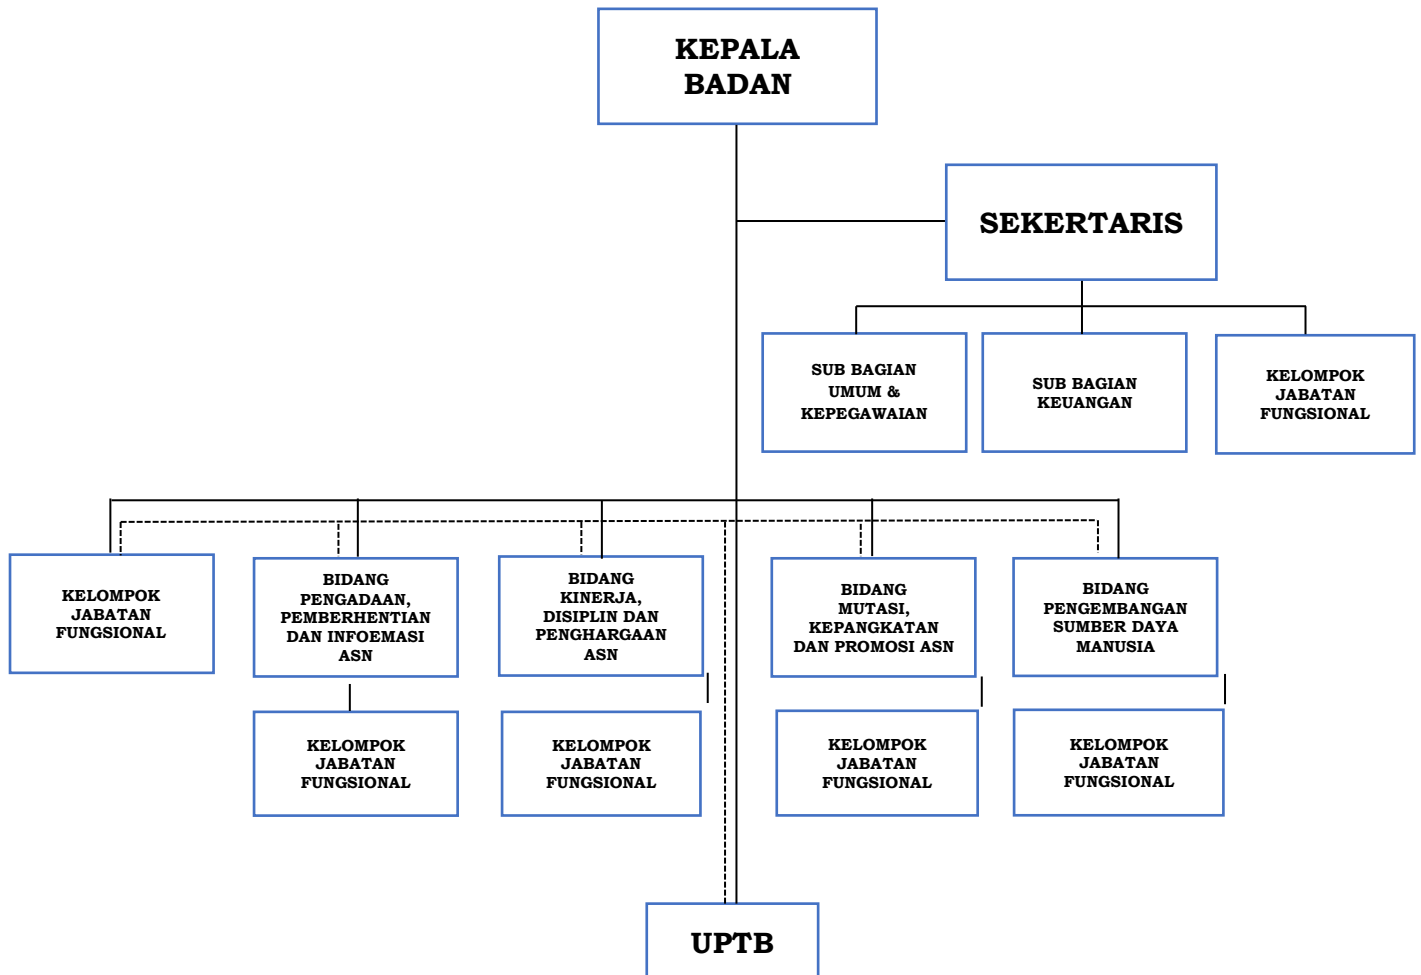 KEPALA
BADAN
SEKERTARIS
SUB BAGIAN
UMUM &
KEPEGAWAIAN
SUB BAGIAN
KEUANGAN
KELOMPOK
JABATAN
FUNGSIONAL
KELOMPOK
JABATAN
FUNGSIONAL
BIDANG
PENGADAAN,
PEMBERHENTIAN
DAN INFOEMASI
ASN
BIDANG
KINERJA,
DISIPLIN DAN
PENGHARGAAN
ASN
BIDANG
MUTASI,
KEPANGKATAN
DAN PROMOSI ASN
BIDANG
PENGEMBANGAN
SUMBER DAYA
MANUSIA
KELOMPOK
JABATAN
FUNGSIONAL
KELOMPOK
JABATAN
FUNGSIONAL
KELOMPOK
JABATAN
FUNGSIONAL
KELOMPOK
JABATAN
FUNGSIONAL
UPTB